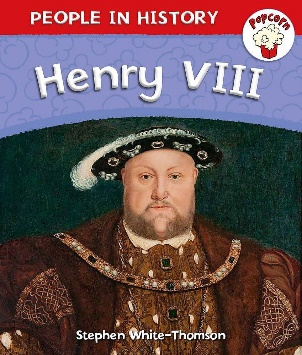 PEOPLE IN HISTORY
Popcorn
Henry VIII
Stephen White-Thomson